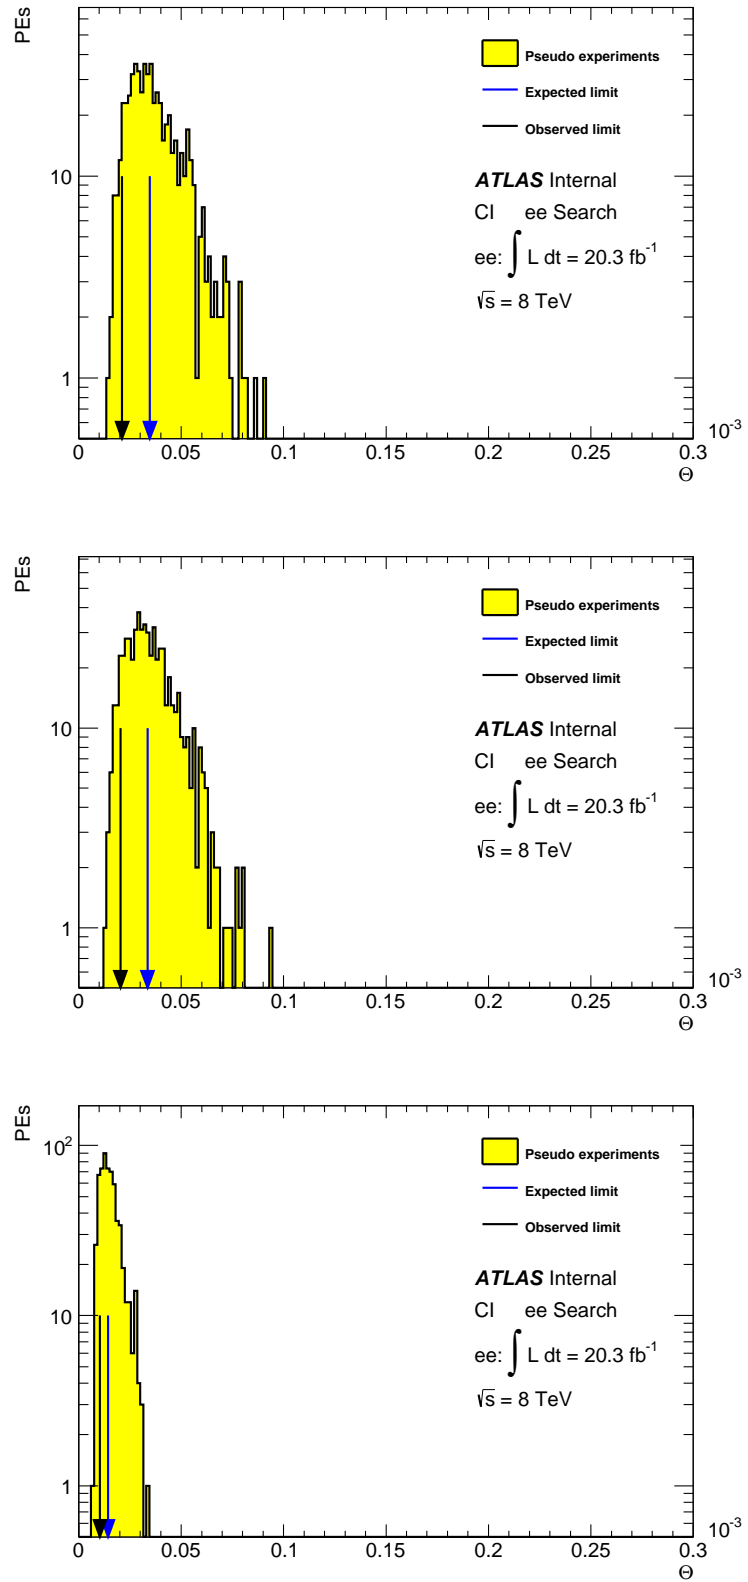 PEs
Pseudo experiments
Expected limit
Observed limit
ATLAS Internal
CI ee Search
ee: ∫ L dt = 20.3 fb⁻¹
√s = 8 TeV
10
1
10⁻³
0 0.05 0.1 0.15 0.2 0.25 0.3
Θ
PEs
Pseudo experiments
Expected limit
Observed limit
ATLAS Internal
CI ee Search
ee: ∫ L dt = 20.3 fb⁻¹
√s = 8 TeV
10
1
10⁻³
0 0.05 0.1 0.15 0.2 0.25 0.3
Θ
PEs
10²
Pseudo experiments
Expected limit
Observed limit
ATLAS Internal
CI ee Search
10
ee: ∫ L dt = 20.3 fb⁻¹
√s = 8 TeV
1
10⁻³
0 0.05 0.1 0.15 0.2 0.25 0.3
Θ